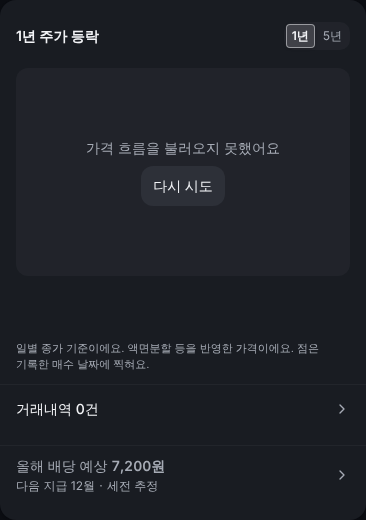 1년 주가 등락
1년 5년
가격 흐름을 불러오지 못했어요
다시 시도
일별 종가 기준이에요. 액면분할 등을 반영한 가격이에요. 점은
기록한 매수 날짜에 찍혀요.
거래내역 0건
올해 배당 예상 7,200원
다음 지급 12월 · 세전 추정